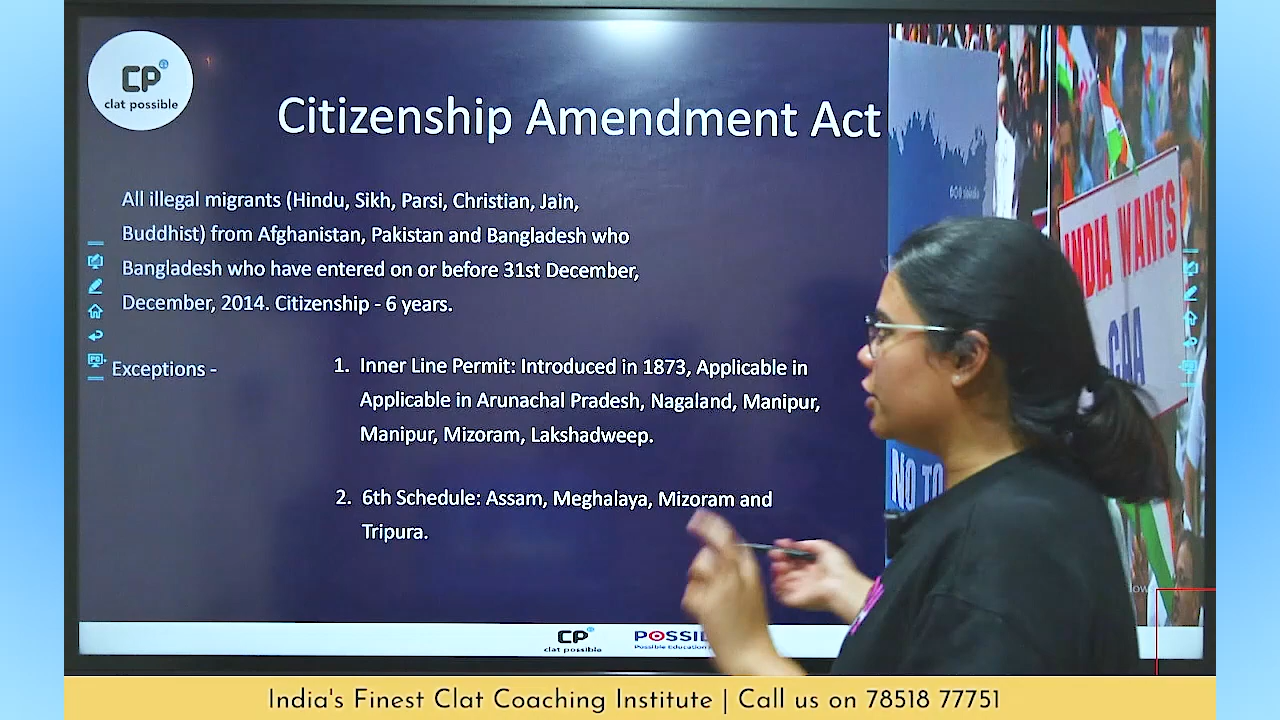 CP
clat possible
Citizenship Amendment Act
All illegal migrants (Hindu, Sikh, Parsi, Christian, Jain,
Buddhist) from Afghanistan, Pakistan and Bangladesh who
Bangladesh who have entered on or before 31st December,
December, 2014. Citizenship - 6 years.
Exceptions -
1. Inner Line Permit: Introduced in 1873, Applicable in
Applicable in Arunachal Pradesh, Nagaland, Manipur,
Manipur, Mizoram, Lakshadweep.
2. 6th Schedule: Assam, Meghalaya, Mizoram and
Tripura.
INDIA WANTS
CAA
NO TO
CP
clat possible
POSSI
Possible Education
India's Finest Clat Coaching Institute | Call us on 78518 77751